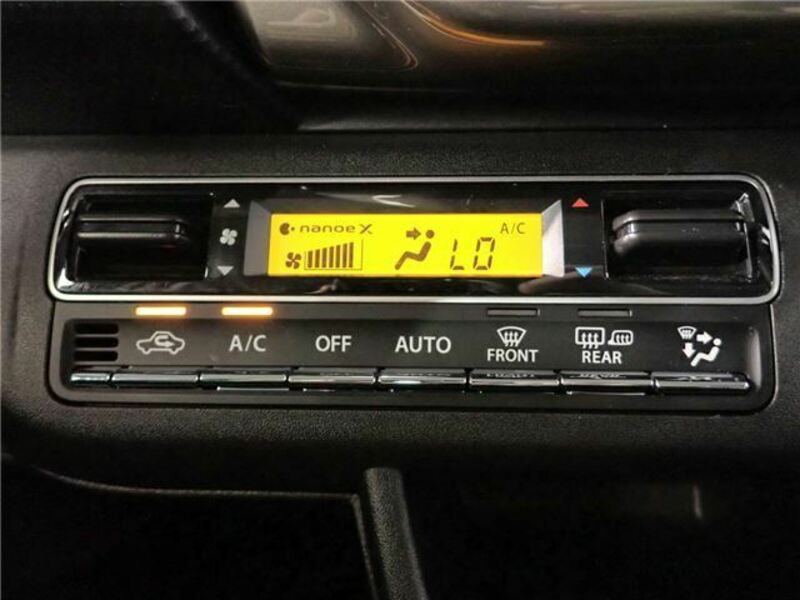 nanoe X
A/C
LO
A/C
OFF
AUTO
FRONT
REAR